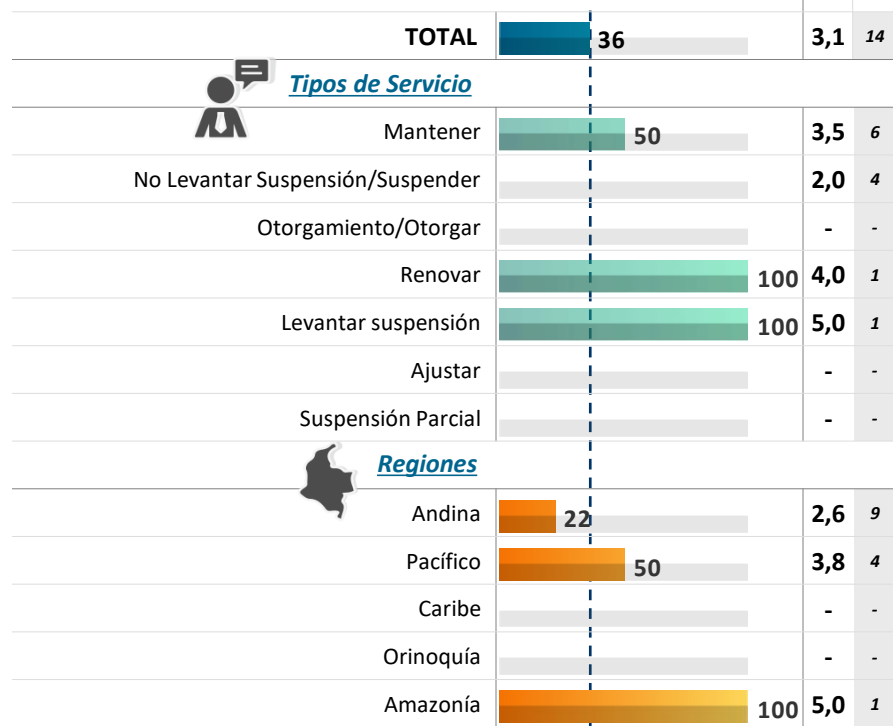 TOTAL 36 3,1 14
Tipos de Servicio
Mantener 50 3,5 6
No Levantar Suspensión/Suspender 2,0 4
Otorgamiento/Otorgar - -
Renovar 100 4,0 1
Levantar suspensión 100 5,0 1
Ajustar - -
Suspensión Parcial - -
Regiones
Andina 22 2,6 9
Pacífico 50 3,8 4
Caribe - -
Orinoquía - -
Amazonía 100 5,0 1